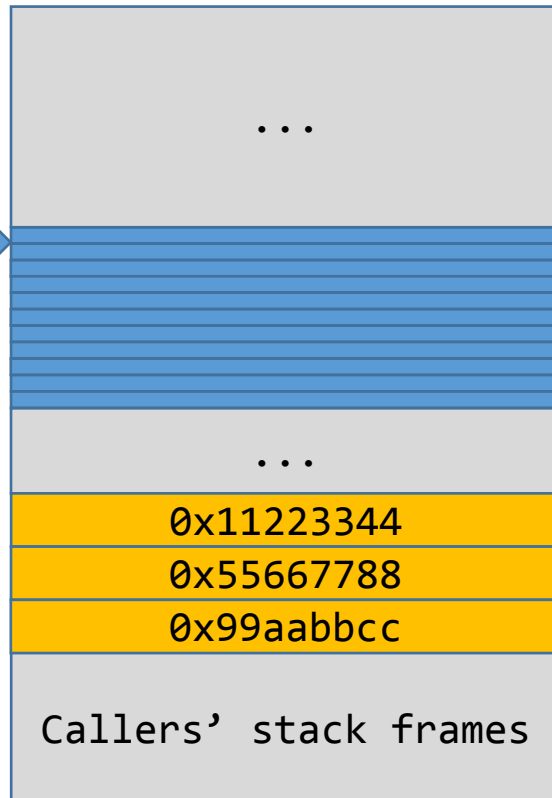 ...
...
0x11223344
0x55667788
0x99aabbcc
Callers’ stack frames